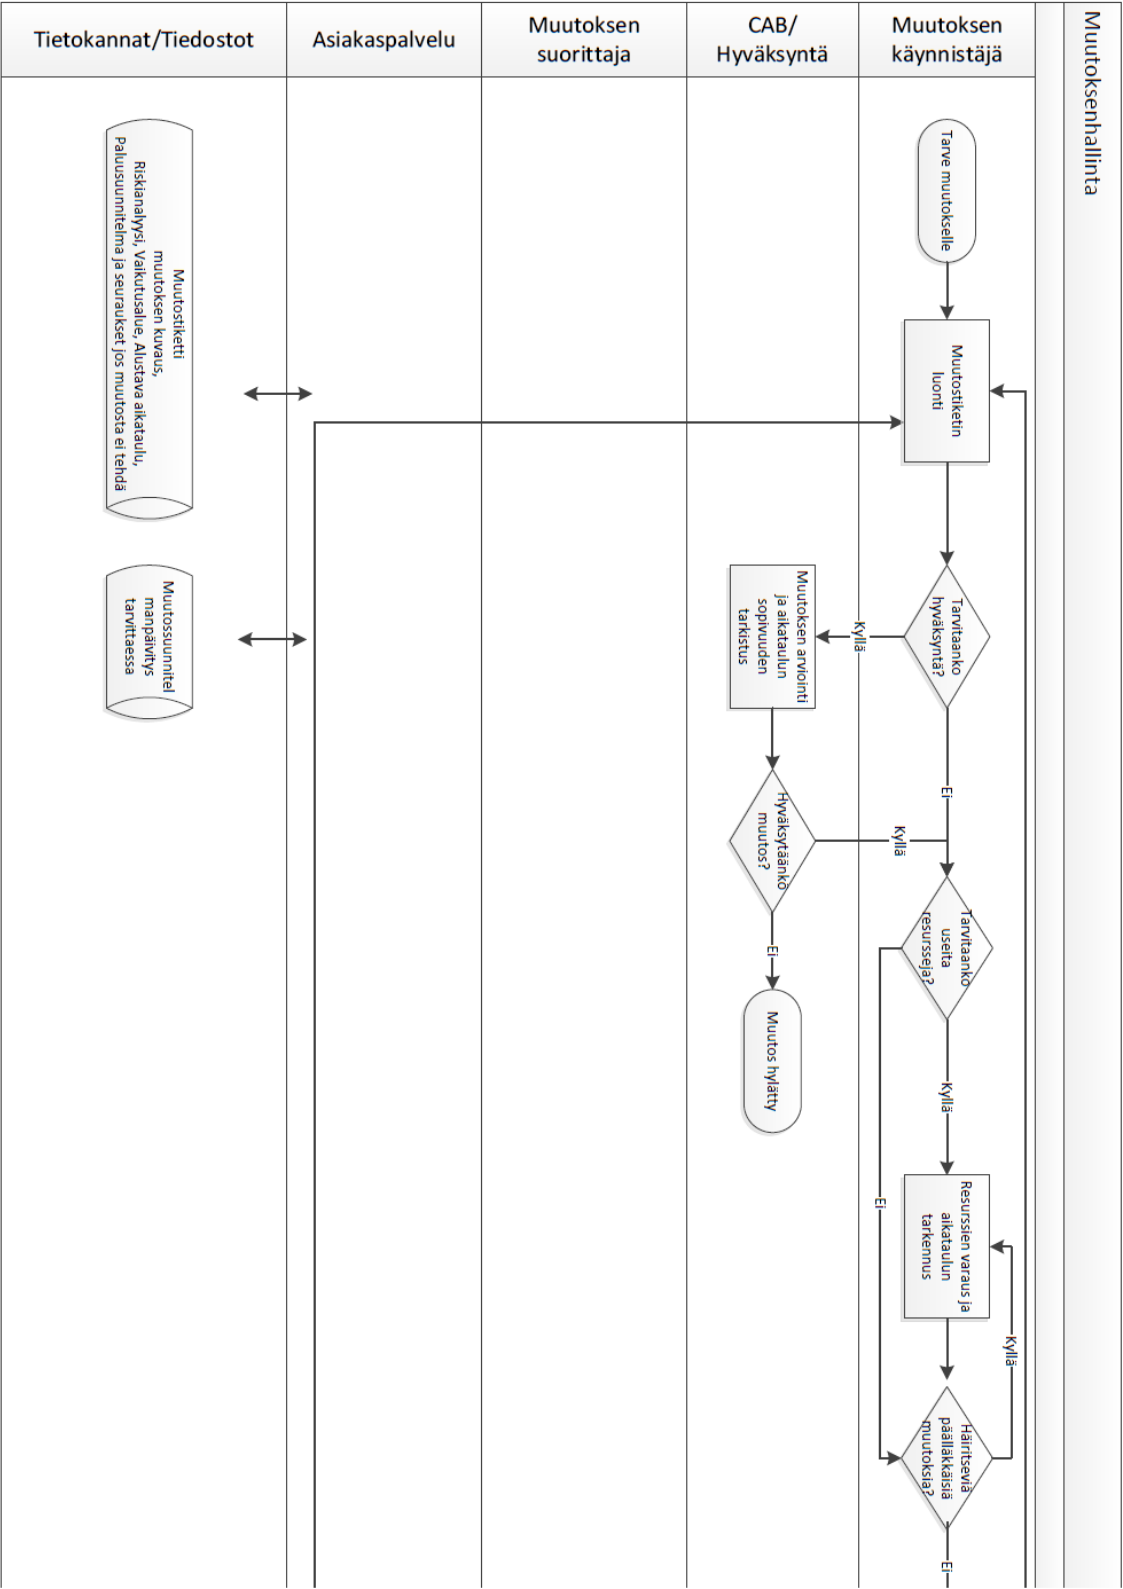 Muutoksenhallinta
Muutoksen
käynnistäjä
CAB/
Hyväksyntä
Muutoksen
suorittaja
Asiakaspalvelu
Tietokannat/Tiedostot
Tarve muutokselle
Muutostiketin
luonti
Tarvitaanko
hyväksyntä?
Kyllä
Ei
Muutoksen arviointi
ja aikataulun
sopivuuden
tarkistus
Hyväksytäänkö
muutos?
Kyllä
Ei
Muutos hylätty
Tarvitaanko
useita
resursseja?
Kyllä
Ei
Resurssien varaus ja
aikataulun
tarkennus
Kyllä
Häiritseviä
päälläkkäisiä
muutoksia?
Ei
Muutostiketti
muutoksen kuvaus,
Riskianalyysi, Vaikutusalue, Alustava aikataulu,
Paluusuunnitelma ja seuraukset jos muutosta ei tehdä
Muutossuunnitel
manpäivitys
tarvittaessa